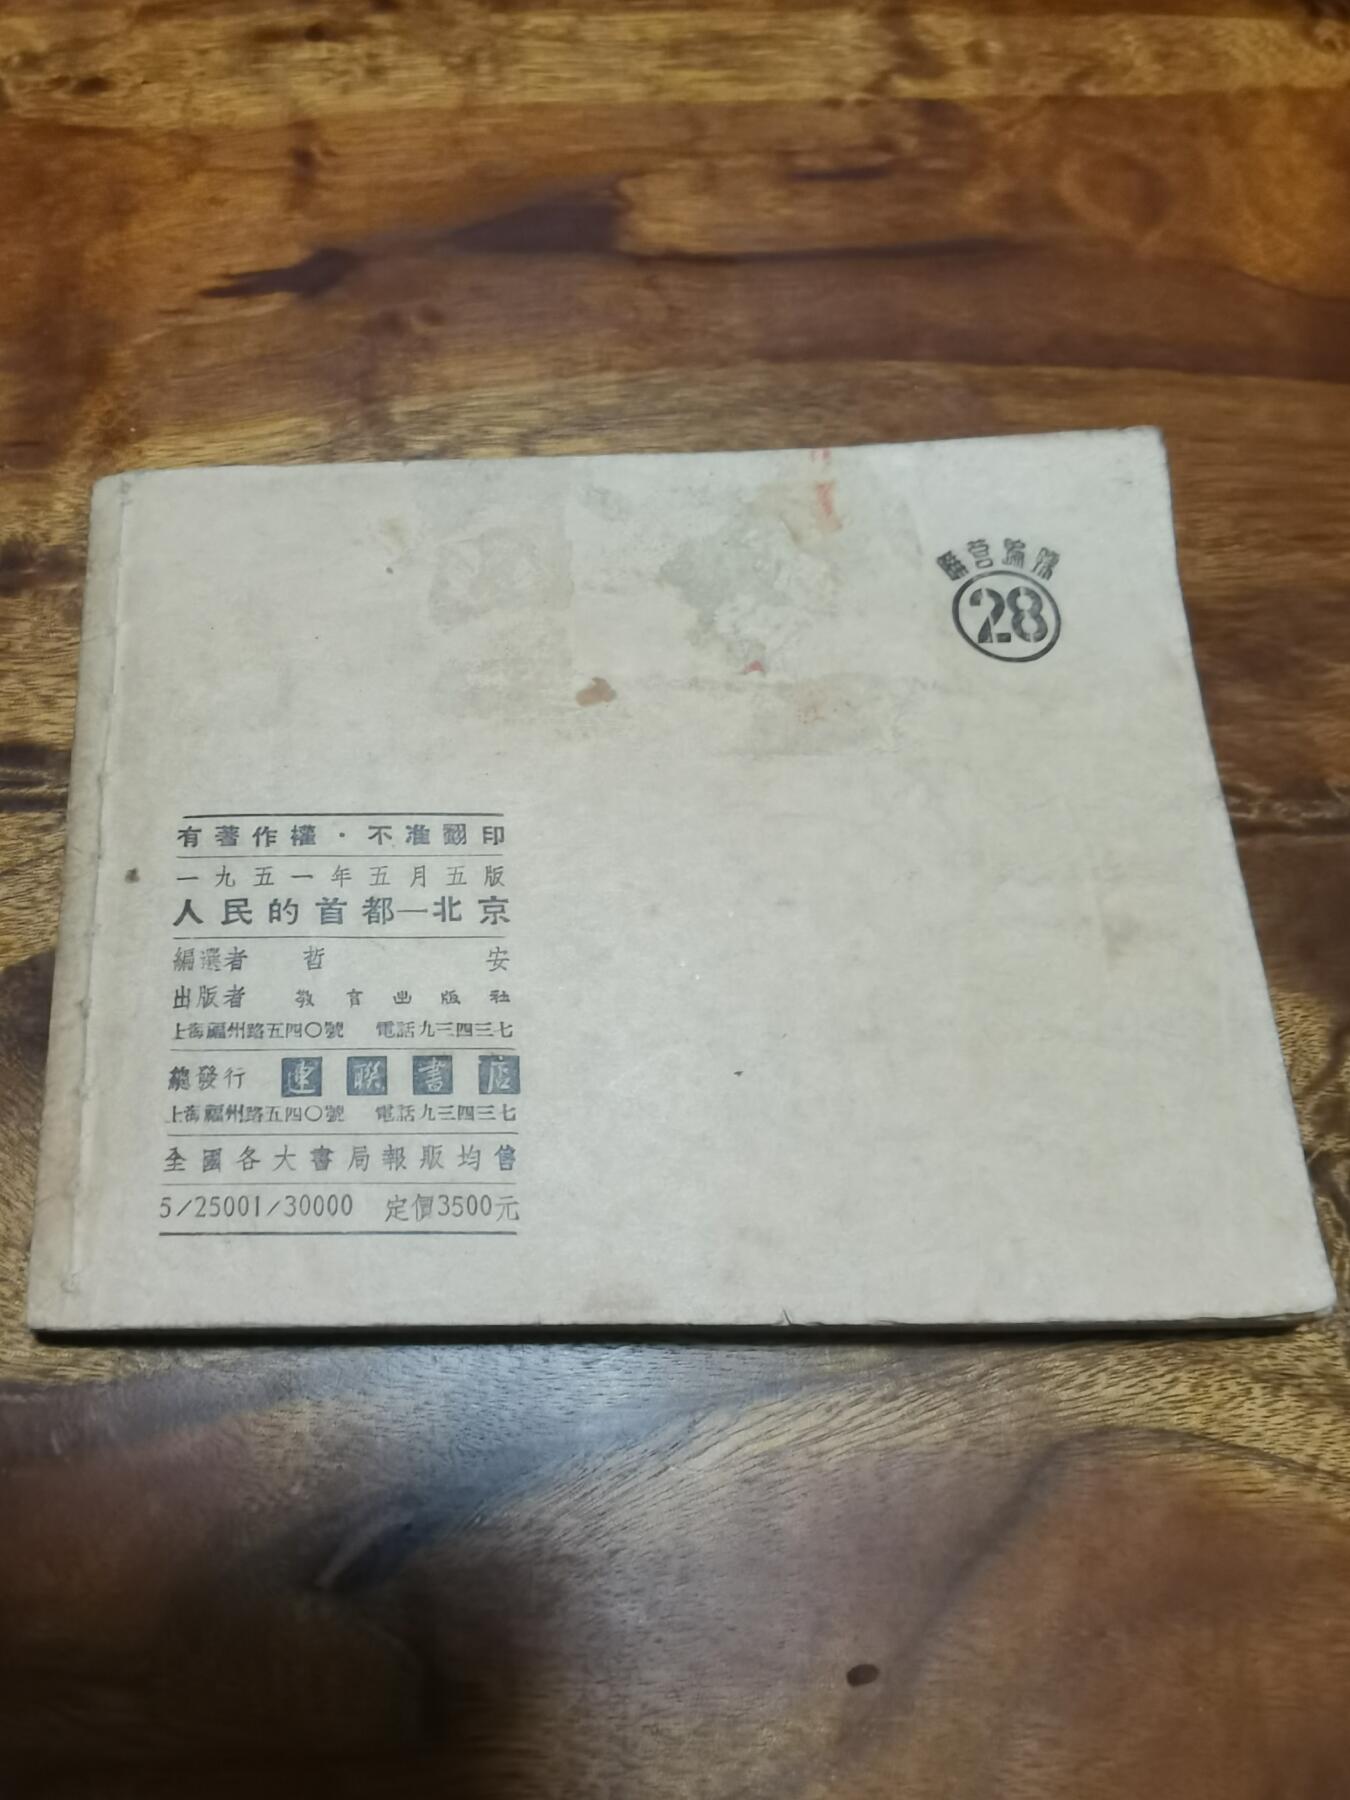 28
有著作權·不准翻印
一九五一年五月五版
人民的首都—北京
編選者 哲安
出版者 教育出版社
上海福州路五四〇號 電話九三四三七
總發行 連聯書店
上海福州路五四〇號 電話九三四三七
全國各大書局報販均售
5/25001/30000 定價3500元